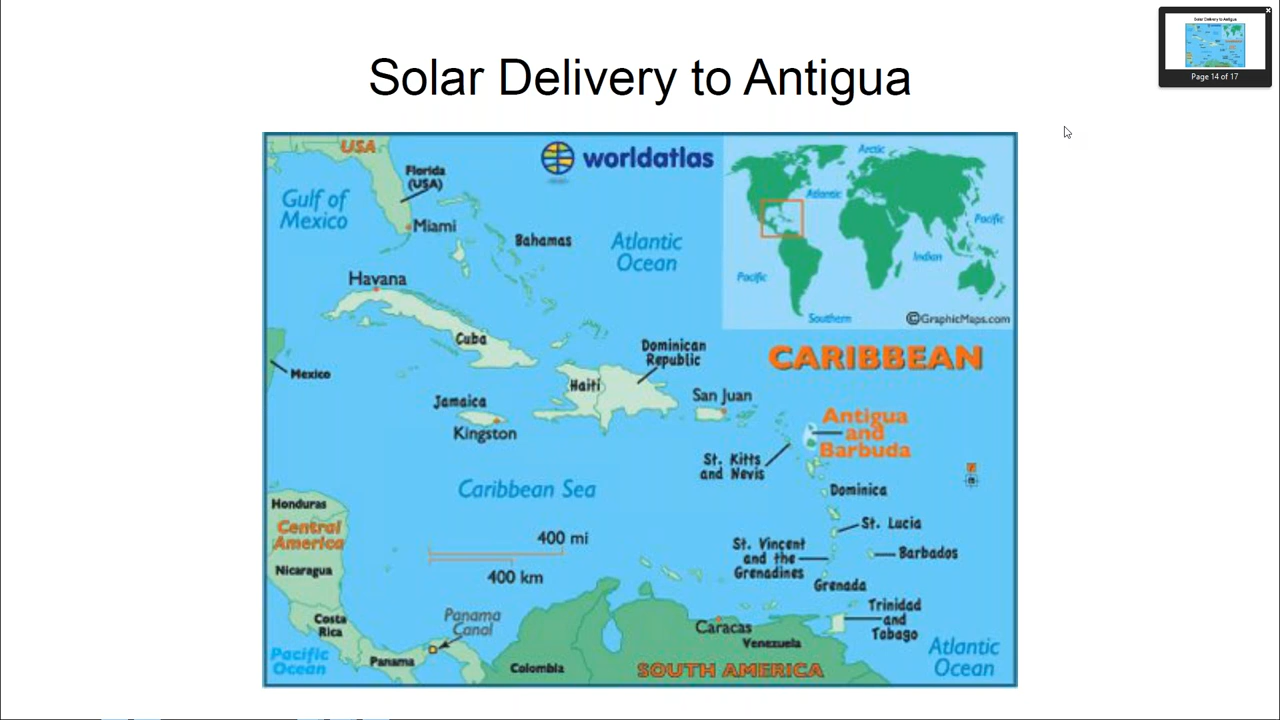 Solar Delivery to Antigua
Solar Delivery to Antigua
Page 14 of 17
USA
Florida
(USA)
Gulf of
Mexico
Miami
worldatlas
Arctic
Atlantic
Pacific
Indian
Pacific
Southern
©GraphicMaps.com
Bahamas
Atlantic
Ocean
Havana
Cuba
Mexico
Dominican
Republic
Haiti
CARIBBEAN
Jamaica
Kingston
San Juan
Antigua
and
Barbuda
St. Kitts
and Nevis
Caribbean Sea
Dominica
Honduras
Central
America
St. Lucia
400 mi
400 km
St. Vincent
and the
Grenadines
Barbados
Nicaragua
Grenada
Costa
Rica
Panama
Canal
Trinidad
and
Tobago
Caracas
Venezuela
Pacific
Ocean
Panama
Colombia
SOUTH AMERICA
Atlantic
Ocean